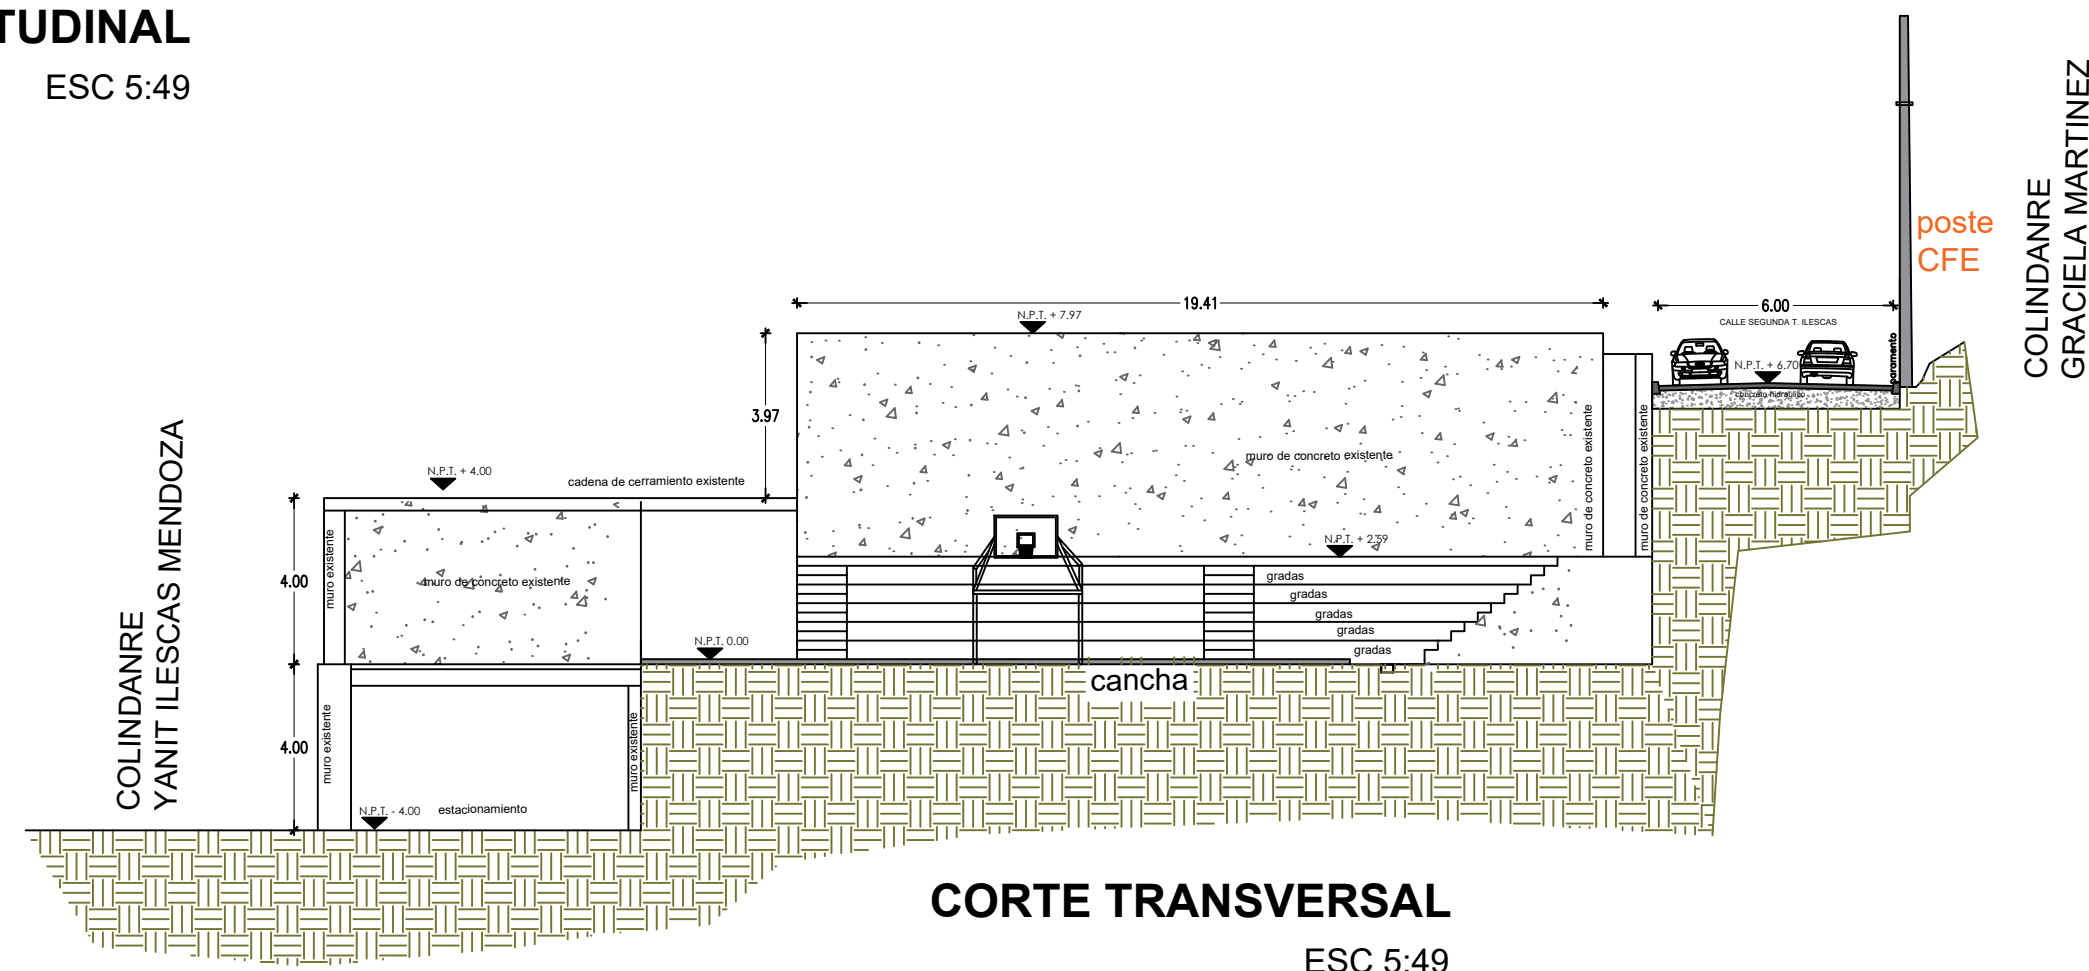 TUDINAL
ESC 5:49
poste
CFE
COLINDANRE
GRACIELA MARTINEZ
19.41
N.P.T. + 7.97
6.00
CALLE SEGUNDA T. ILESCAS
N.P.T. + 6.70
paramento
concreto hidraulico
3.97
muro de concreto existente
muro de concreto existente
muro de concreto existente
N.P.T. + 4.00
cadena de cerramiento existente
COLINDANRE
YANIT ILESCAS MENDOZA
4.00
muro existente
muro de concreto existente
N.P.T. + 2.59
gradas
gradas
gradas
gradas
gradas
N.P.T. 0.00
cancha
4.00
muro existente
muro existente
N.P.T. - 4.00
estacionamiento
CORTE TRANSVERSAL
ESC 5:49